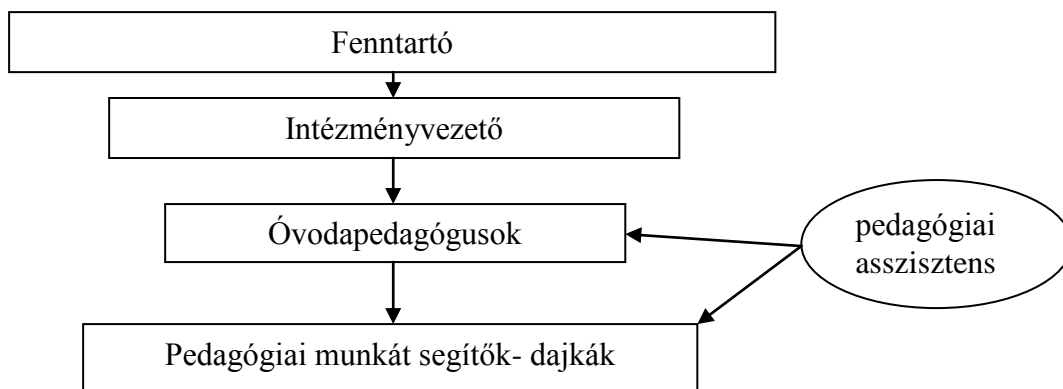 Fenntartó
Intézményvezető
Óvodapedagógusok
pedagógiai
asszisztens
Pedagógiai munkát segítők- dajkák